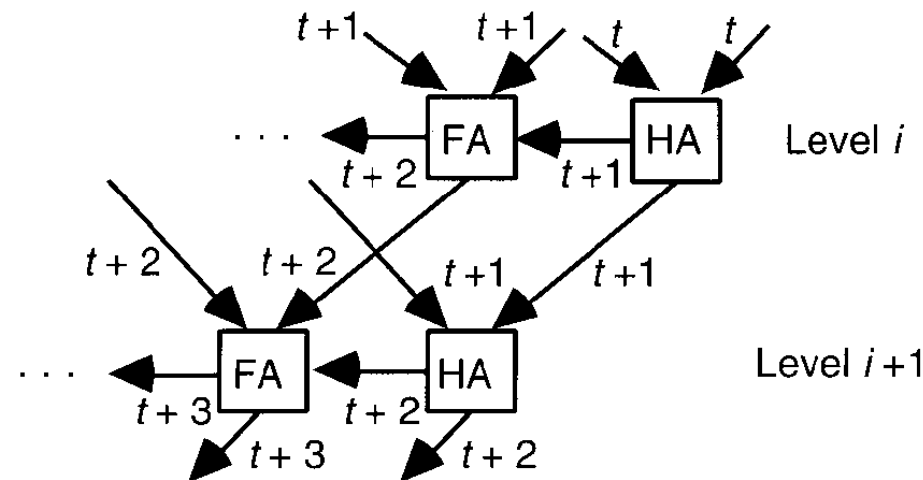 t+1 t+1 t t
. . . FA HA Level i
t + 2 t+1
t + 2 t + 2 t+1 t+1
. . . FA HA Level i +1
t + 3 t + 2
t + 3 t + 2